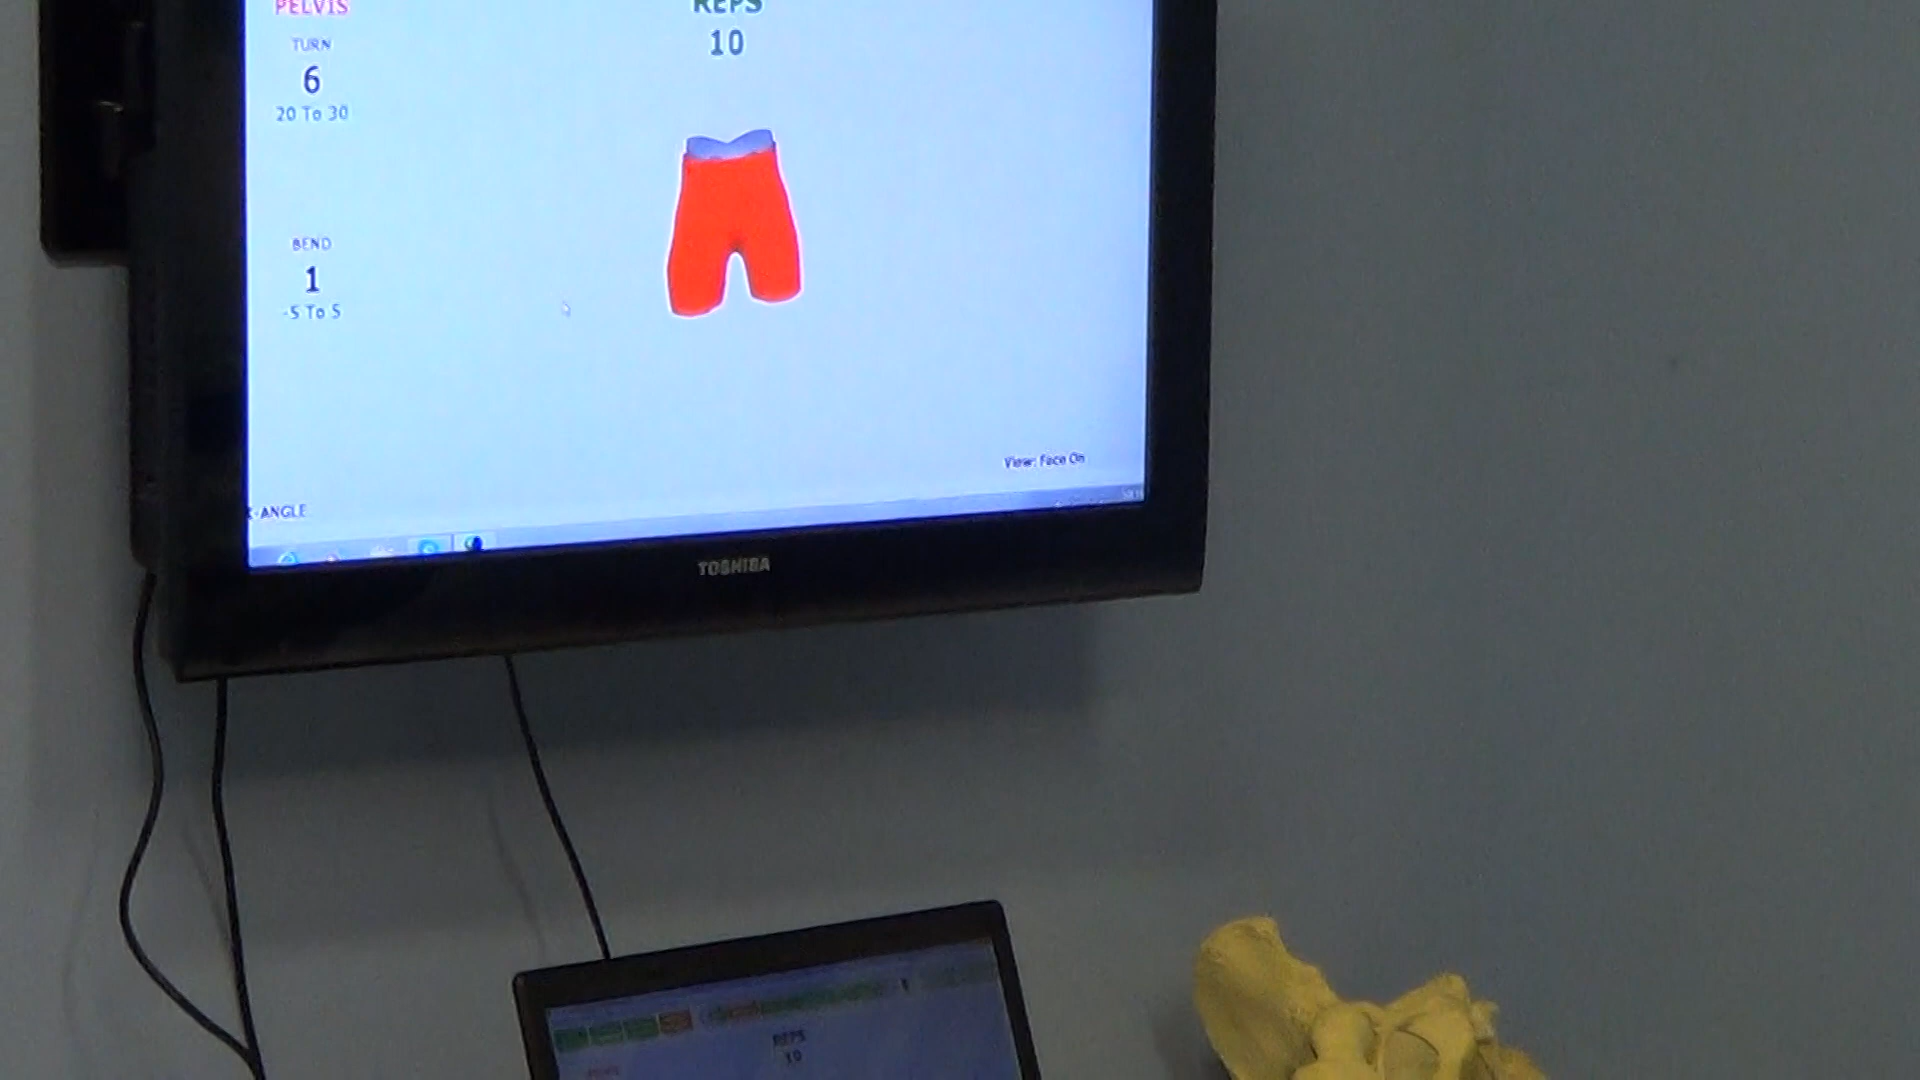 PELVIS
TURN
6
20 To 30
BEND
1
-5 To 5
REPS
10
View: Face On
-ANGLE
TOSHIBA
REPS
10